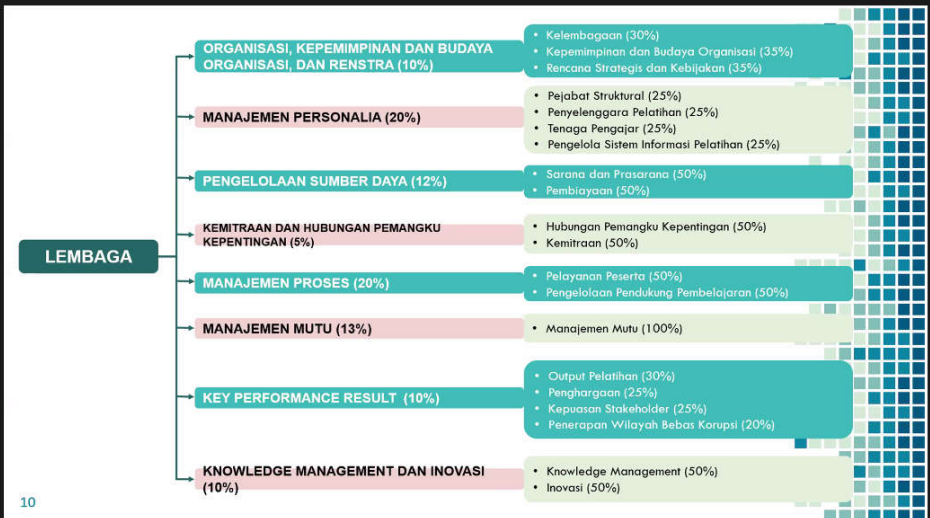 LEMBAGA
ORGANISASI, KEPEMIMPINAN DAN BUDAYA
ORGANISASI, DAN RENSTRA (10%)
• Kelembagaan (30%)
• Kepemimpinan dan Budaya Organisasi (35%)
• Rencana Strategis dan Kebijakan (35%)
MANAJEMEN PERSONALIA (20%)
• Pejabat Struktural (25%)
• Penyelenggara Pelatihan (25%)
• Tenaga Pengajar (25%)
• Pengelola Sistem Informasi Pelatihan (25%)
PENGELOLAAN SUMBER DAYA (12%)
• Sarana dan Prasarana (50%)
• Pembiayaan (50%)
KEMITRAAN DAN HUBUNGAN PEMANGKU
KEPENTINGAN (5%)
• Hubungan Pemangku Kepentingan (50%)
• Kemitraan (50%)
MANAJEMEN PROSES (20%)
• Pelayanan Peserta (50%)
• Pengelolaan Pendukung Pembelajaran (50%)
MANAJEMEN MUTU (13%)
• Manajemen Mutu (100%)
KEY PERFORMANCE RESULT (10%)
• Output Pelatihan (30%)
• Penghargaan (25%)
• Kepuasan Stakeholder (25%)
• Penerapan Wilayah Bebas Korupsi (20%)
KNOWLEDGE MANAGEMENT DAN INOVASI
(10%)
• Knowledge Management (50%)
• Inovasi (50%)
10